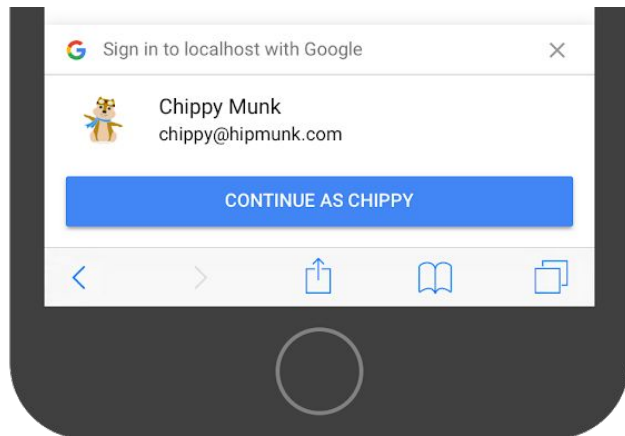 Sign in to localhost with Google
Chippy Munk
chippy@hipmunk.com
CONTINUE AS CHIPPY